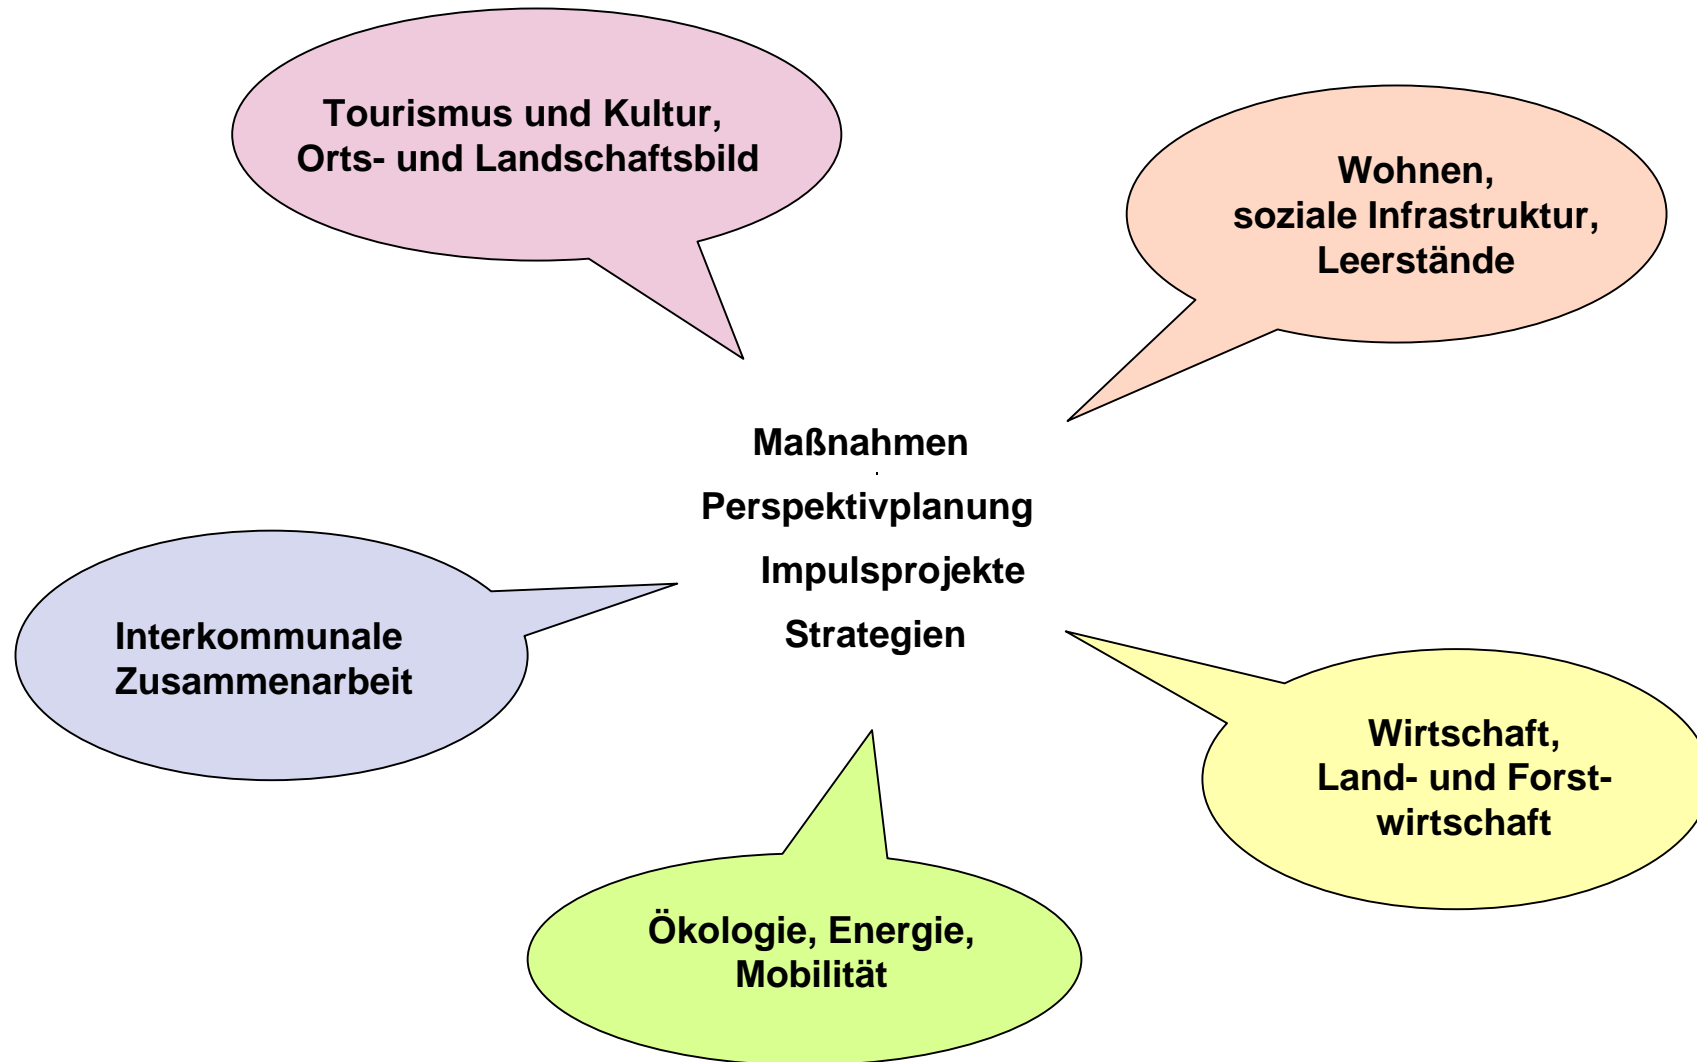 Tourismus und Kultur,
Orts- und Landschaftsbild
Wohnen,
soziale Infrastruktur,
Leerstände
Maßnahmen
Perspektivplanung
Impulsprojekte
Strategien
Interkommunale
Zusammenarbeit
Wirtschaft,
Land- und Forst-
wirtschaft
Ökologie, Energie,
Mobilität